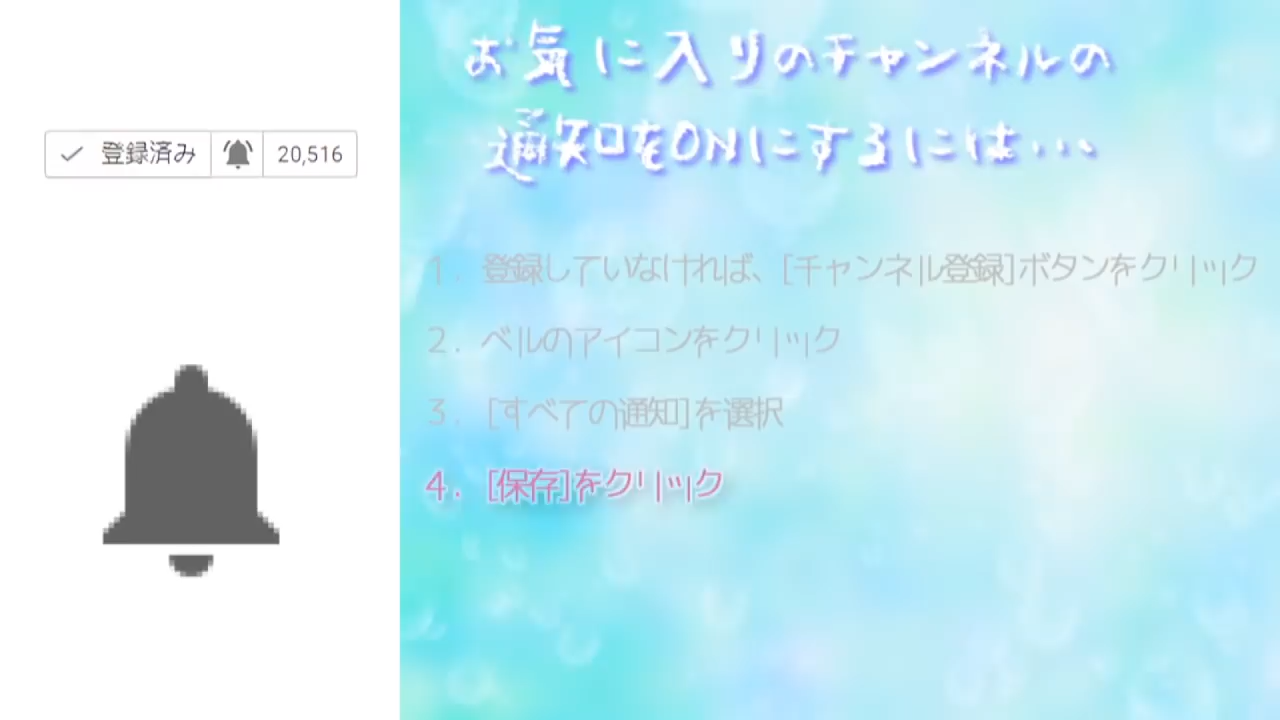 登録済み 20,516
お気に入りのチャンネルの
通知をONにするには・・・
1. 登録していなければ、[チャンネル登録]ボタンをクリック
2. ベルのアイコンをクリック
3. [すべての通知]を選択
4. [保存]をクリック